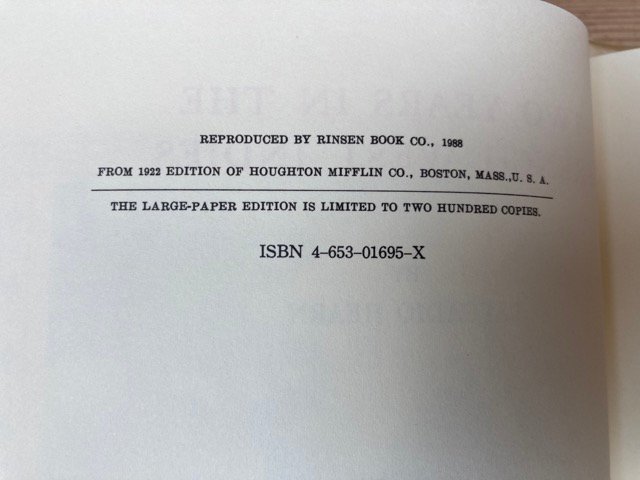 REPRODUCED BY RINSEN BOOK CO., 1988
FROM 1922 EDITION OF HOUGHTON MIFFLIN CO., BOSTON, MASS.,U. S. A.
THE LARGE-PAPER EDITION IS LIMITED TO TWO HUNDRED COPIES.
ISBN 4-653-01695-X